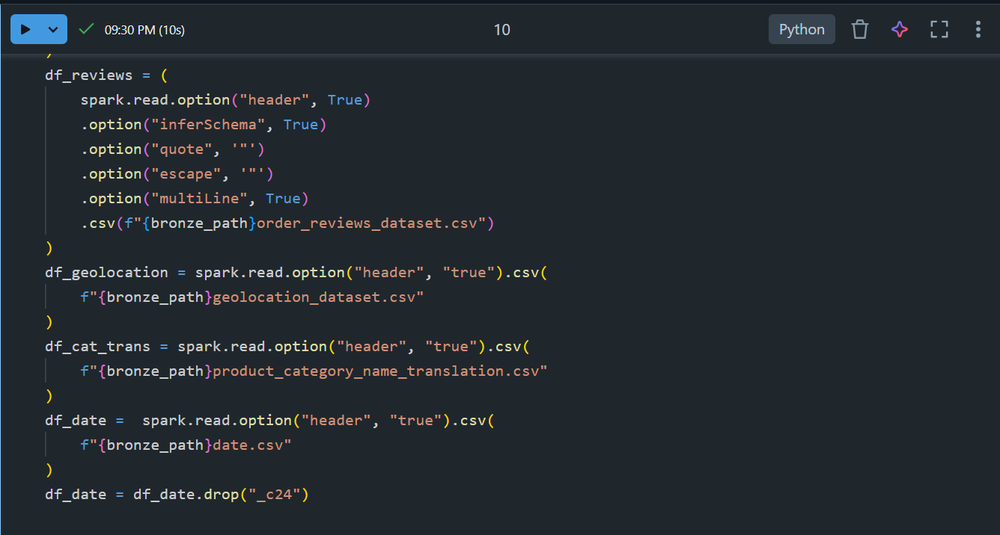 09:30 PM (10s) 10 Python
)
df_reviews = (
    spark.read.option("header", True)
    .option("inferSchema", True)
    .option("quote", '"')
    .option("escape", '"')
    .option("multiLine", True)
    .csv(f"{bronze_path}order_reviews_dataset.csv")
)
df_geolocation = spark.read.option("header", "true").csv(
    f"{bronze_path}geolocation_dataset.csv"
)
df_cat_trans = spark.read.option("header", "true").csv(
    f"{bronze_path}product_category_name_translation.csv"
)
df_date =  spark.read.option("header", "true").csv(
    f"{bronze_path}date.csv"
)
df_date = df_date.drop("_c24")